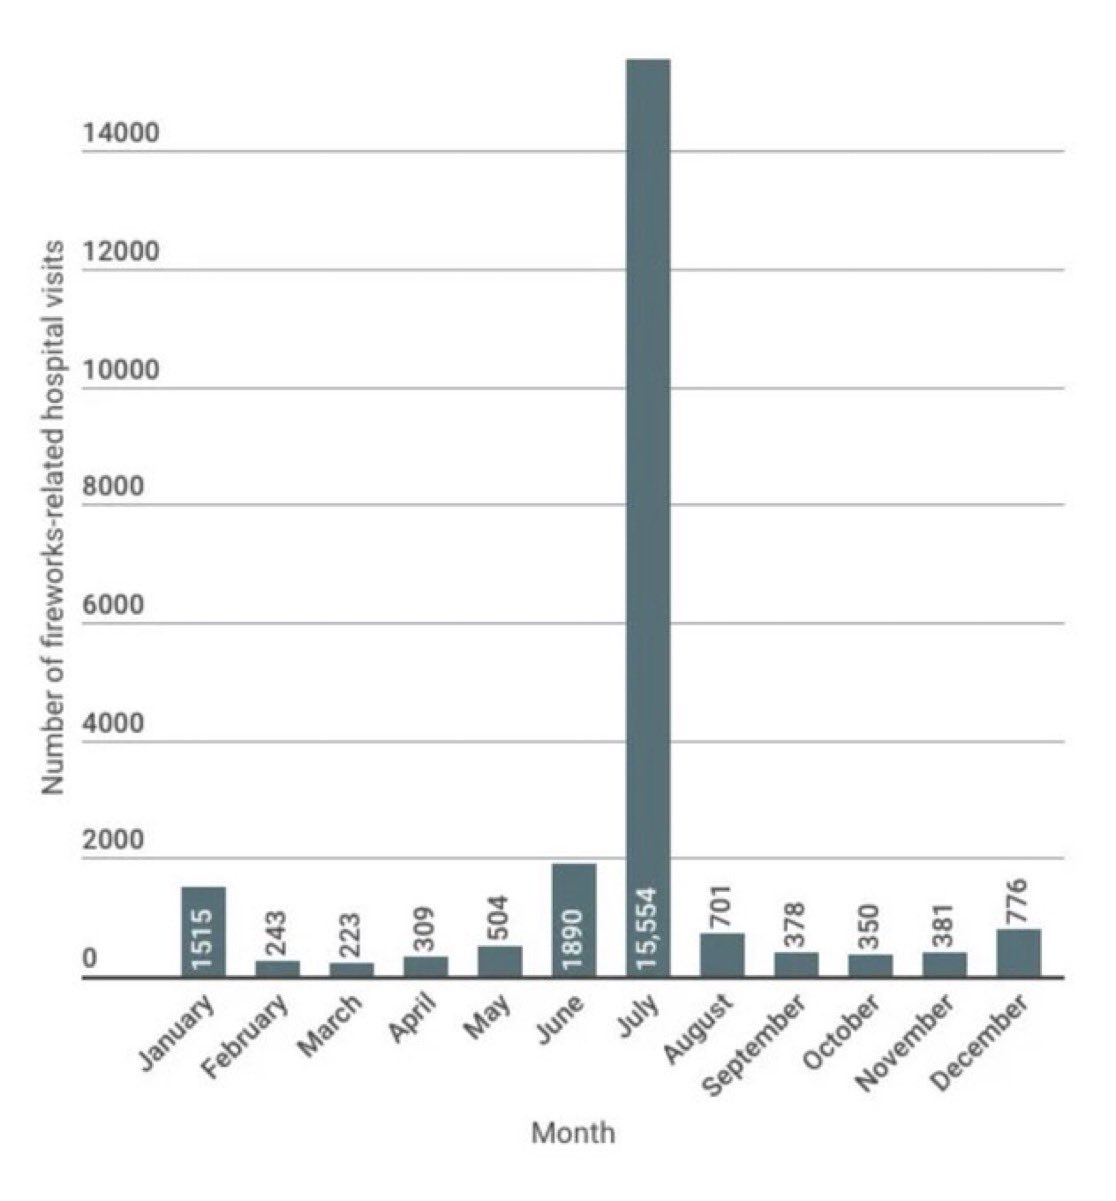 14000
12000
10000
8000
6000
4000
2000
0
Number of fireworks-related hospital visits
1515
243
223
309
504
1890
15,554
701
378
350
381
776
January
February
March
April
May
June
July
August
September
October
November
December
Month